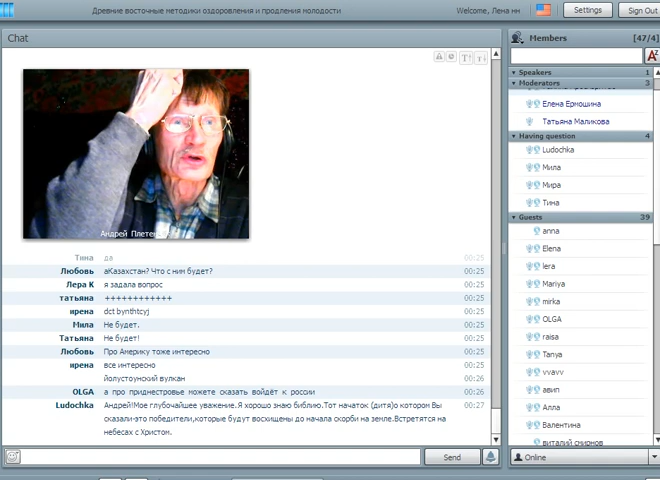 Древние восточные методики оздоровления и продления молодости
Welcome, Лена нн
Settings
Sign Out
Chat
Андрей
Тина да 00:25
Любовь аКазахстан? Что с ним будет? 00:25
Лера К я задала вопрос 00:25
татьяна ++++++++++++ 00:25
ирена dct bynthtcyj 00:25
Мила Не будет. 00:25
Татьяна Не будет! 00:25
Любовь Про Америку тоже интересно 00:25
ирена все интересно 00:25
йолустоунский вулкан 00:26
OLGA а про приднестровье можете сказать войдёт к россии 00:26
Ludochka Андрей!Мое глубочайшее уважение.Я хорошо знаю библию.Тот начаток (дитя)о котором Вы 00:27
сказали-это победители,которые будут восхищены до начала скорби на земле.Встретятся на
небесах с Христом.
Send
Members [47/4]
Speakers 1
Moderators 3
Елена Ермошина
Татьяна Маликова
Having question 4
Ludochka
Мила
Мира
Тина
Guests 39
anna
Elena
lera
Mariya
mirka
OLGA
raisa
Tanya
vvavv
авип
Алла
Валентина
виталий смирнов
Online